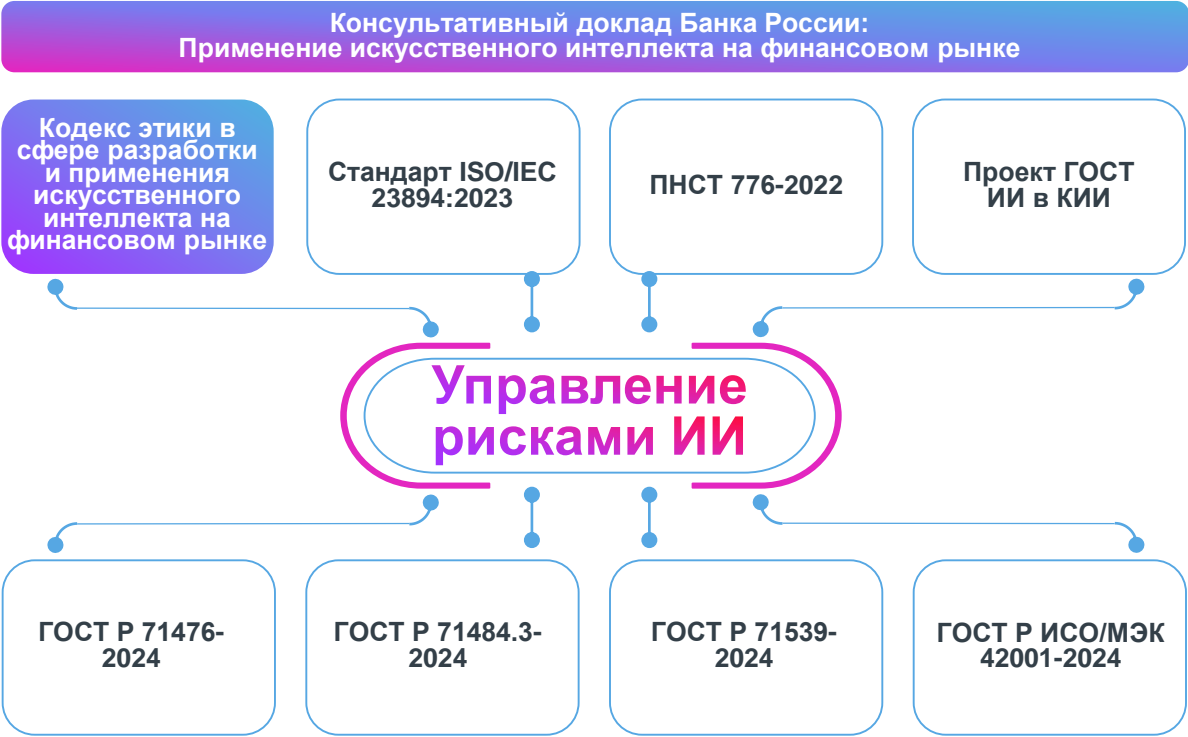 Консультативный доклад Банка России:
Применение искусственного интеллекта на финансовом рынке
Кодекс этики в
сфере разработки
и применения
искусственного
интеллекта на
финансовом рынке
Стандарт ISO/IEC
23894:2023
ПНСТ 776-2022
Проект ГОСТ
ИИ в КИИ
Управление
рисками ИИ
ГОСТ Р 71476-
2024
ГОСТ Р 71484.3-
2024
ГОСТ Р 71539-
2024
ГОСТ Р ИСО/МЭК
42001-2024